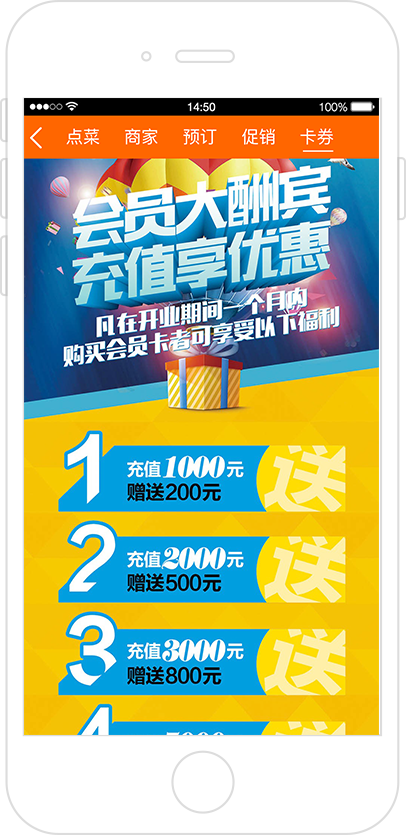 14:50
100%
点菜 商家 预订 促销 卡券
会员大酬宾
充值享优惠
凡在开业期间一个月内
购买会员卡者可享受以下福利
1
充值1000元
赠送200元
送
2
充值2000元
赠送500元
送
3
充值3000元
赠送800元
送